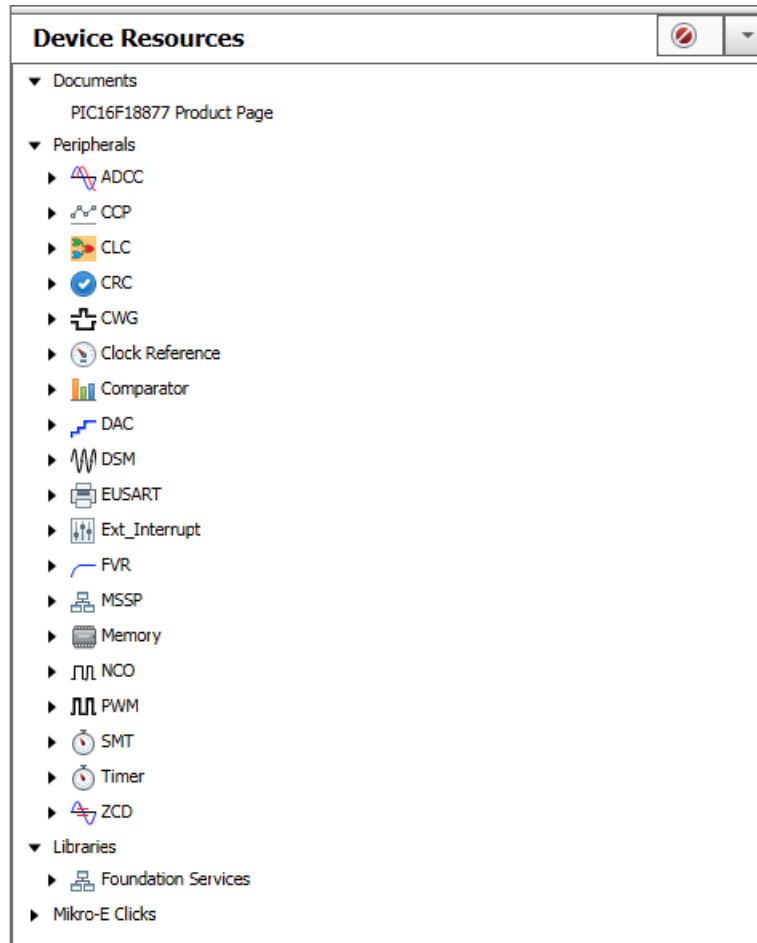 Device Resources
Documents
PIC16F18877 Product Page
Peripherals
ADCC
CCP
CLC
CRC
CWG
Clock Reference
Comparator
DAC
DSM
EUSART
Ext_Interrupt
FVR
MSSP
Memory
NCO
PWM
SMT
Timer
ZCD
Libraries
Foundation Services
Mikro-E Clicks